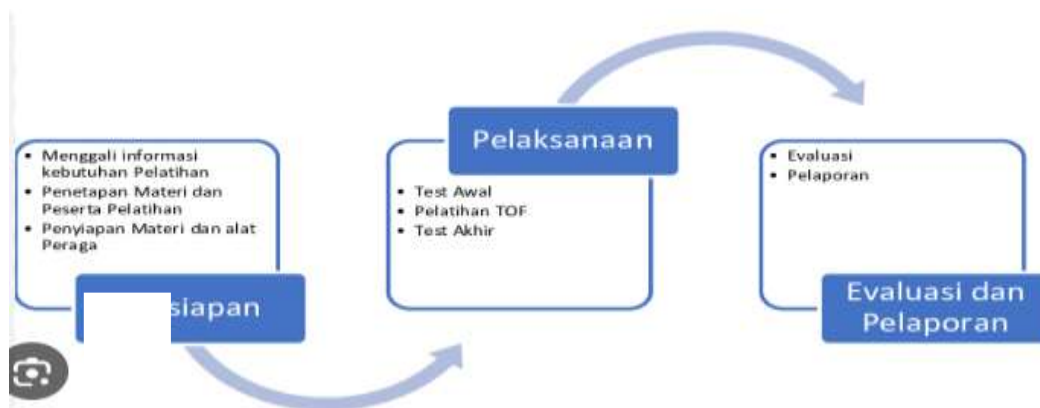 • Menggali informasi
kebutuhan Pelatihan
• Penetapan Materi dan
Peserta Pelatihan
• Penyiapan Materi dan alat
Peraga
siapan
Pelaksanaan
• Test Awal
• Pelatihan TOF
• Test Akhir
• Evaluasi
• Pelaporan
Evaluasi dan
Pelaporan